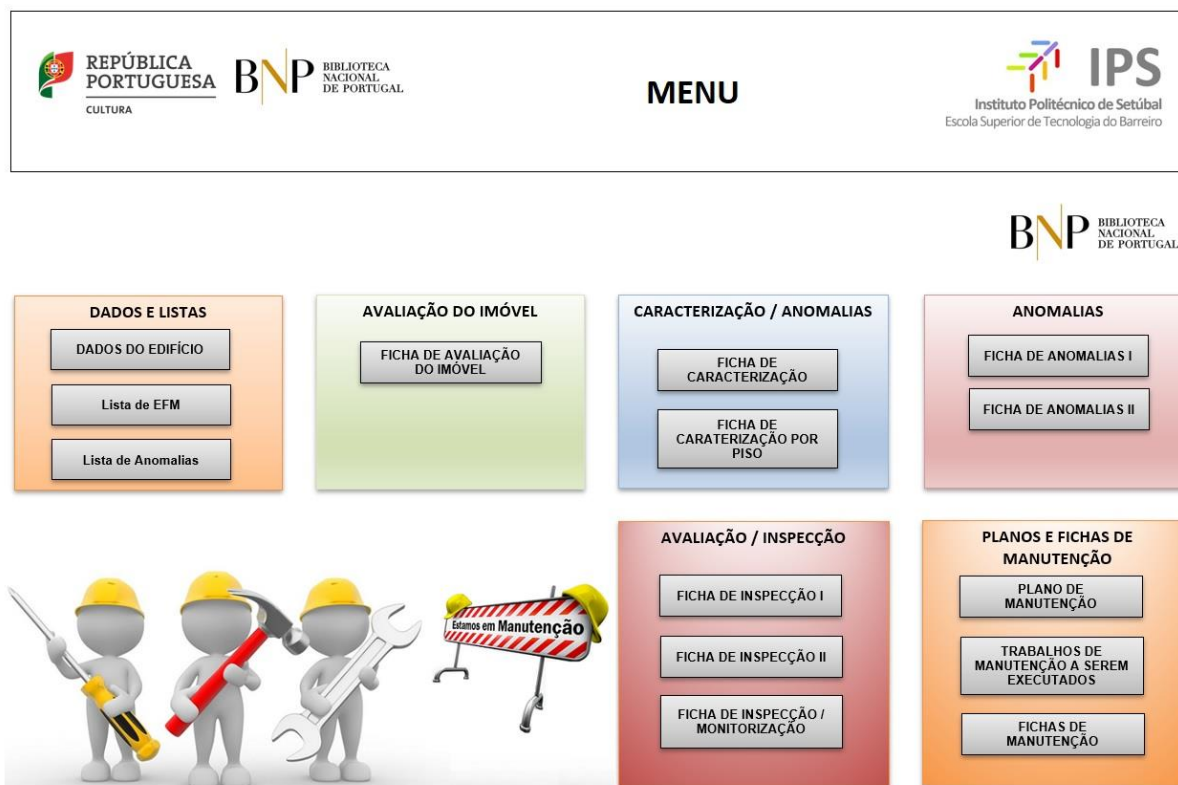 REPÚBLICA
PORTUGUESA
CULTURA
BNP
BIBLIOTECA
NACIONAL
DE PORTUGAL
MENU
IPS
Instituto Politécnico de Setúbal
Escola Superior de Tecnologia do Barreiro
BNP
BIBLIOTECA
NACIONAL
DE PORTUGAL
DADOS E LISTAS
DADOS DO EDIFÍCIO
Lista de EFM
Lista de Anomalias
AVALIAÇÃO DO IMÓVEL
FICHA DE AVALIAÇÃO
DO IMÓVEL
CARACTERIZAÇÃO / ANOMALIAS
FICHA DE
CARACTERIZAÇÃO
FICHA DE
CARATERIZAÇÃO POR
PISO
ANOMALIAS
FICHA DE ANOMALIAS I
FICHA DE ANOMALIAS II
Estamos em Manutenção
AVALIAÇÃO / INSPECÇÃO
FICHA DE INSPECÇÃO I
FICHA DE INSPECÇÃO II
FICHA DE INSPECÇÃO /
MONITORIZAÇÃO
PLANOS E FICHAS DE
MANUTENÇÃO
PLANO DE
MANUTENÇÃO
TRABALHOS DE
MANUTENÇÃO A SEREM
EXECUTADOS
FICHAS DE
MANUTENÇÃO